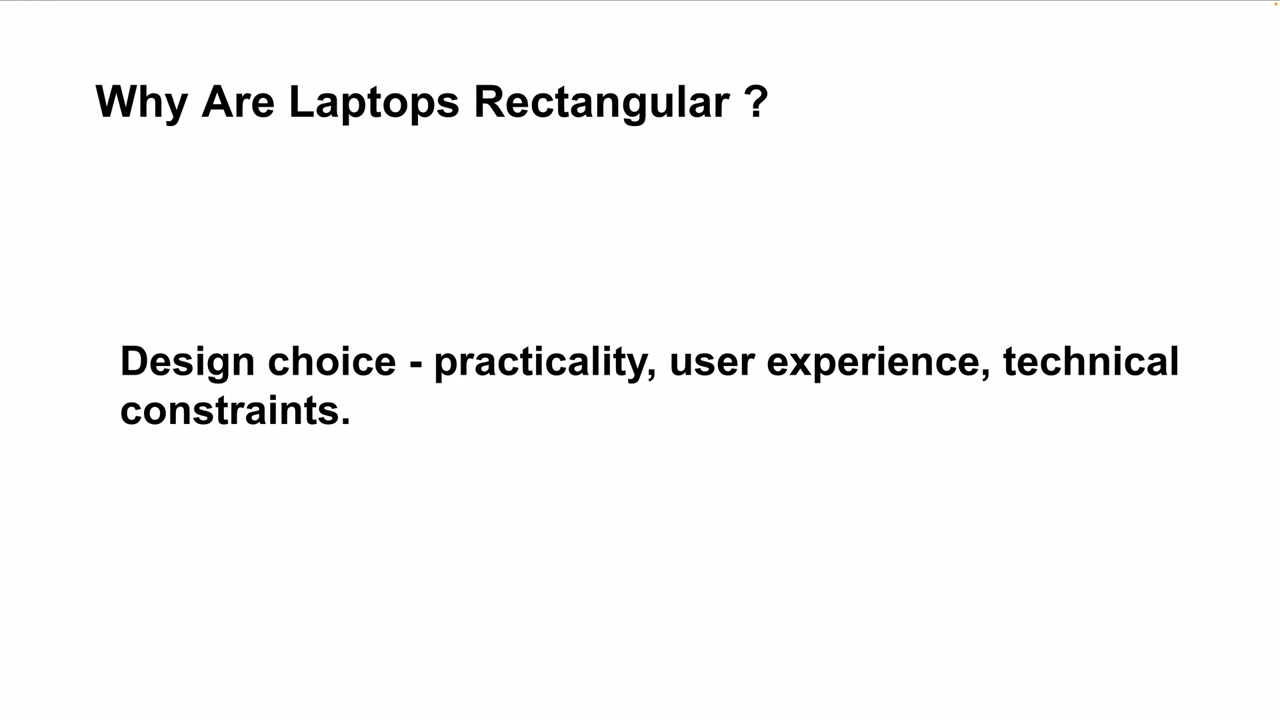 Why Are Laptops Rectangular ?
Design choice - practicality, user experience, technical
constraints.